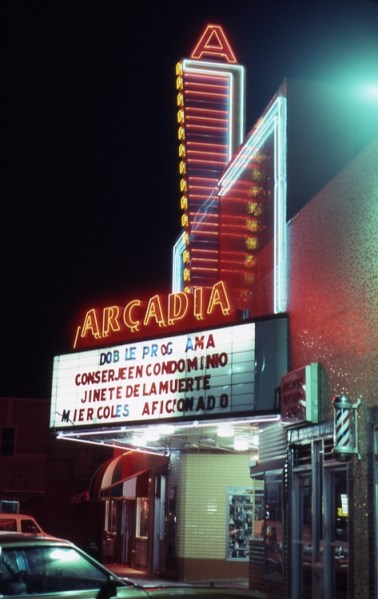 A
ARCADIA
DOBLE PROG AMA
CONSERJE EN CONDOMINIO
JINETE DE LA MUERTE
MIERCOLES AFICIONADO